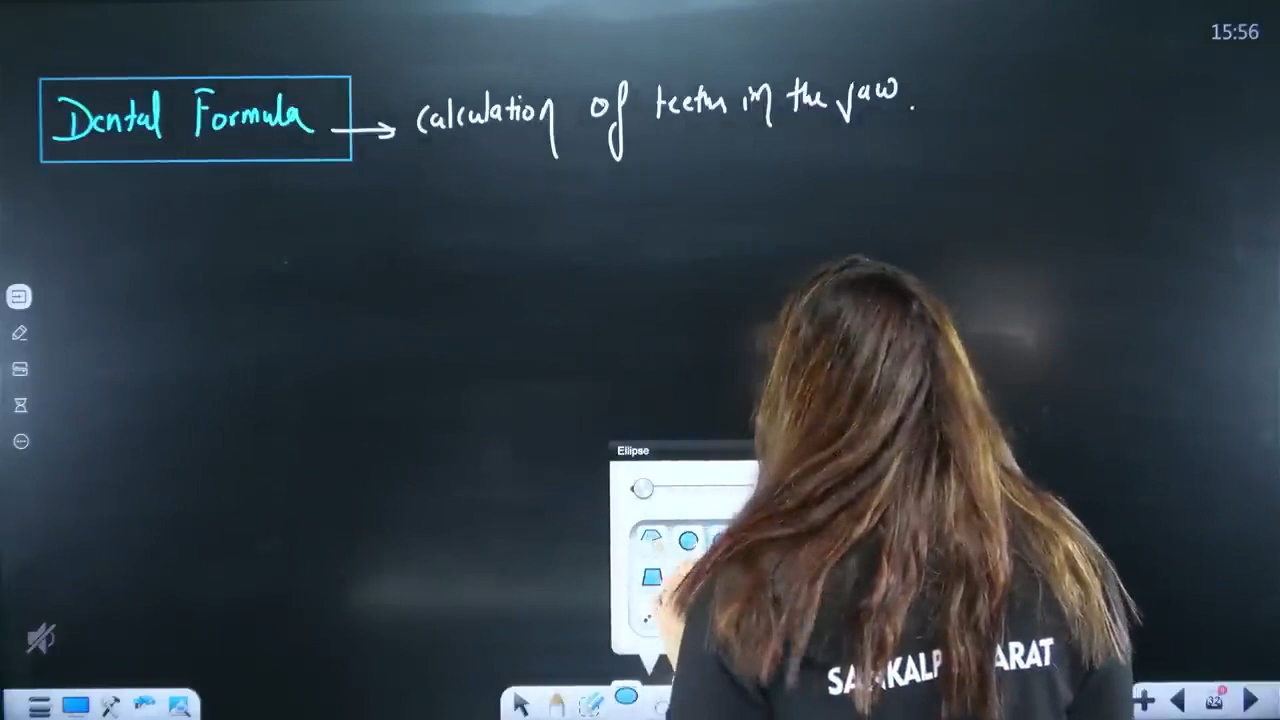 15:56
Dental Formula → calculation of teeth in the jaw.
Ellipse